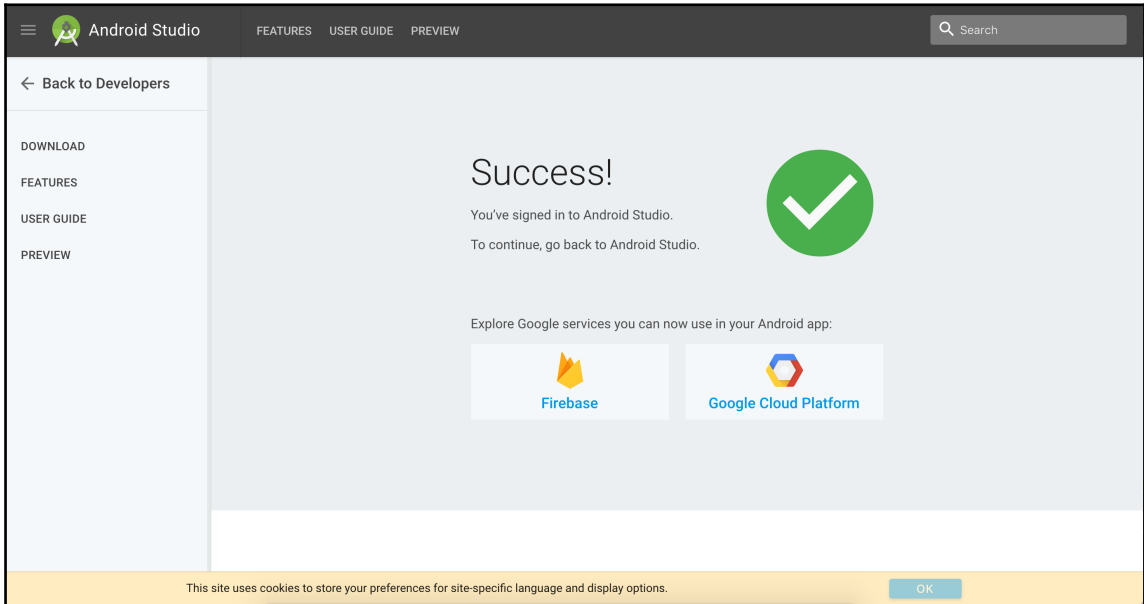 Android Studio
FEATURES USER GUIDE PREVIEW
Search
Back to Developers
DOWNLOAD
FEATURES
USER GUIDE
PREVIEW
Success!
You've signed in to Android Studio.
To continue, go back to Android Studio.
Explore Google services you can now use in your Android app:
Firebase
Google Cloud Platform
This site uses cookies to store your preferences for site-specific language and display options.
OK